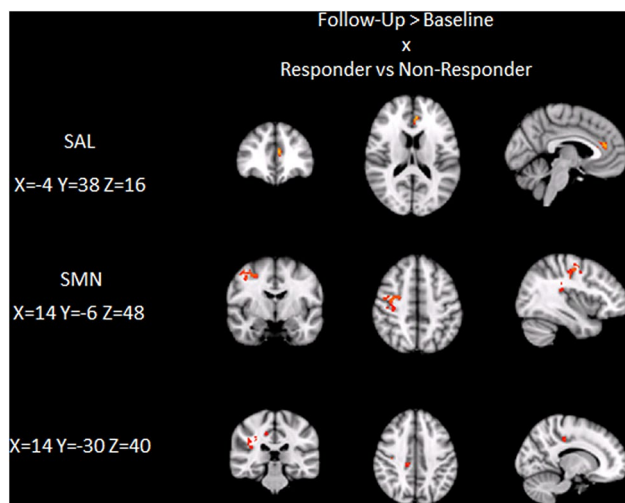 Follow-Up > Baseline
x
Responder vs Non-Responder
SAL
X=-4 Y=38 Z=16
SMN
X=14 Y=-6 Z=48
X=14 Y=-30 Z=40